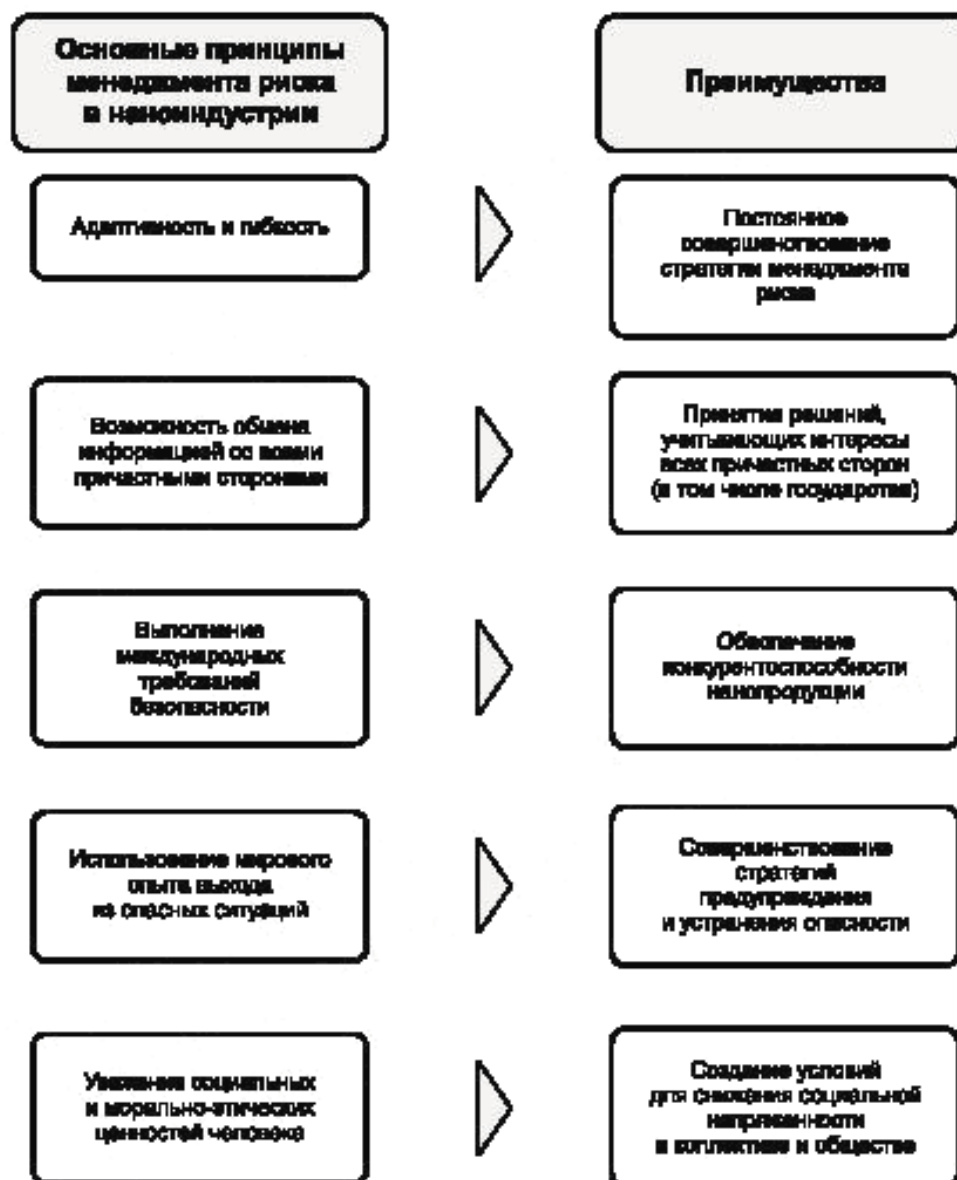 Основные принципы
менеджмента риска
в наноиндустрии
Преимущества
Адаптивность и гибкость
Постоянное
совершенствование
стратегии менеджмента
риска
Возможность обмена
информацией со всеми
причастными сторонами
Принятие решений,
учитывающих интересы
всех причастных сторон
(в том числе государства)
Выполнение
международных
требований
безопасности
Обеспечение
конкурентоспособности
нанопродукции
Использование мирового
опыта выхода
из опасных ситуаций
Совершенствование
стратегий
предупреждения
и устранения опасности
Уважение социальных
и морально-этических
ценностей человека
Создание условий
для снижения социальной
напряженности
в коллективе и обществе